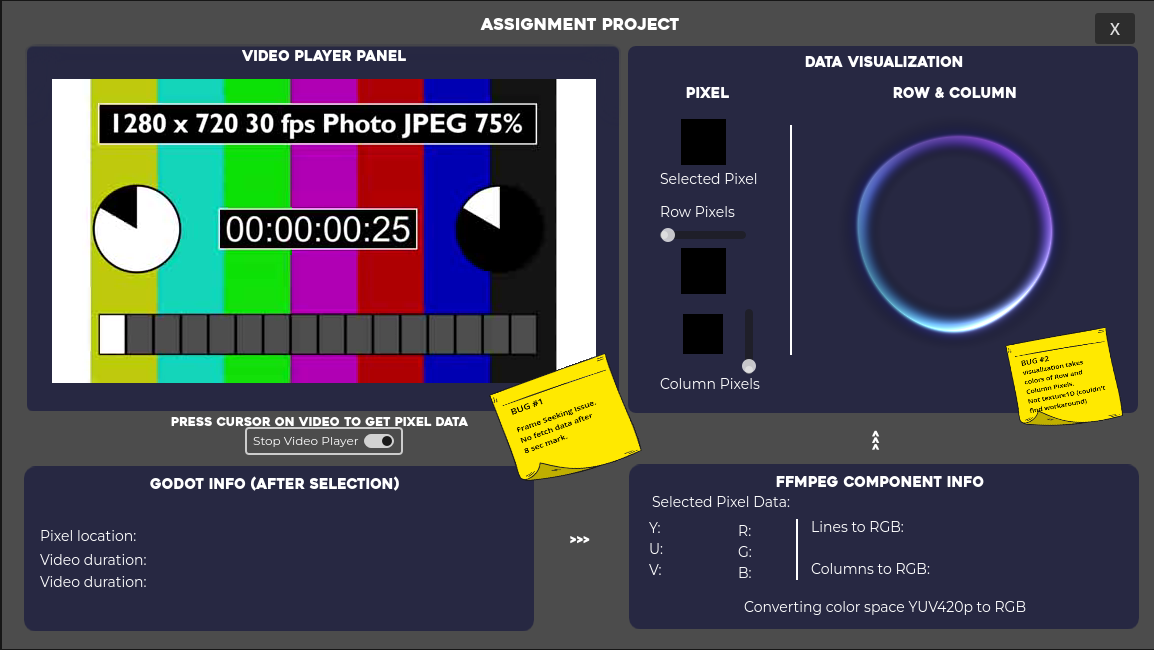 ASSIGNMENT PROJECT
X
VIDEO PLAYER PANEL
1280 x 720 30 fps Photo JPEG 75%
00:00:00:25
PRESS CURSOR ON VIDEO TO GET PIXEL DATA
Stop Video Player
BUG #1
Frame Seeking Issue.
No fetch data after
8 sec mark.
DATA VISUALIZATION
PIXEL
Selected Pixel
Row Pixels
Column Pixels
ROW & COLUMN
BUG #2
visualization takes
colors of Row and
Column Pixels.
Not texture1D (couldn't
find workaround)
GODOT INFO (AFTER SELECTION)
Pixel location:
Video duration:
Video duration:
>>>
>>>
FFMPEG COMPONENT INFO
Selected Pixel Data:
Y:
U:
V:
R:
G:
B:
Lines to RGB:
Columns to RGB:
Converting color space YUV420p to RGB